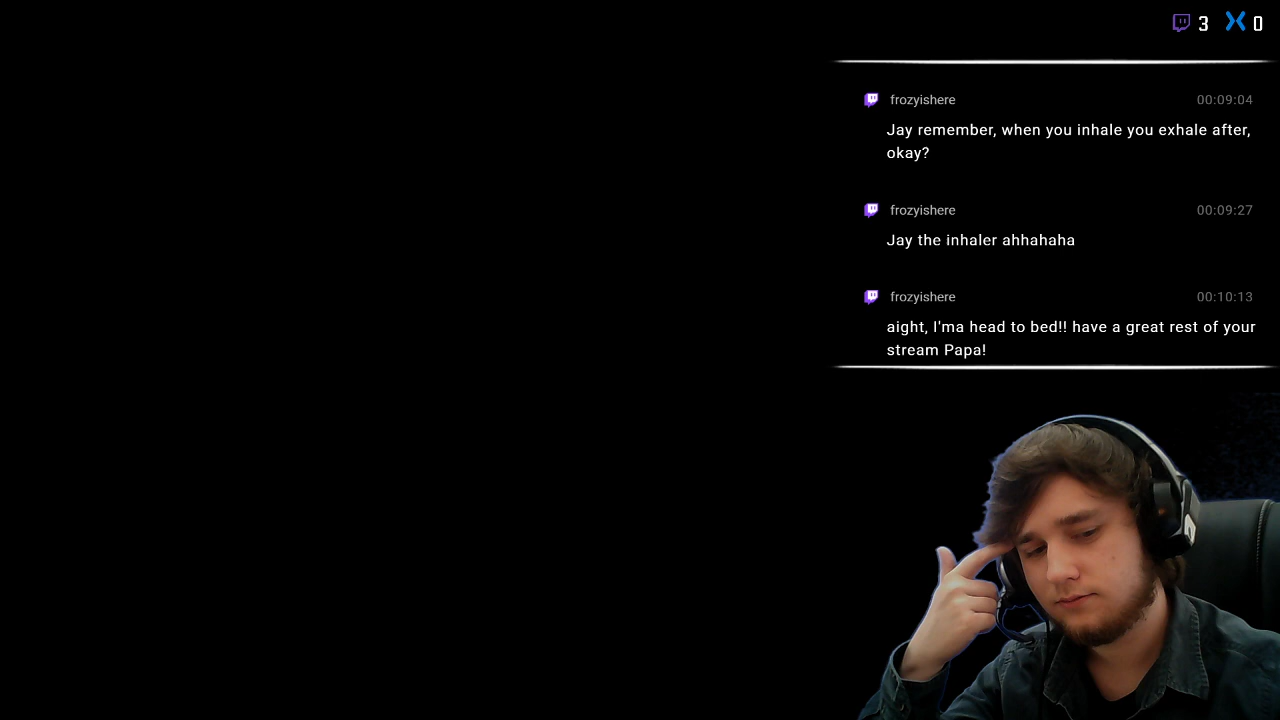 3 0
frozyishere 00:09:04
Jay remember, when you inhale you exhale after,
okay?
frozyishere 00:09:27
Jay the inhaler ahhahaha
frozyishere 00:10:13
aight, I'ma head to bed!! have a great rest of your
stream Papa!